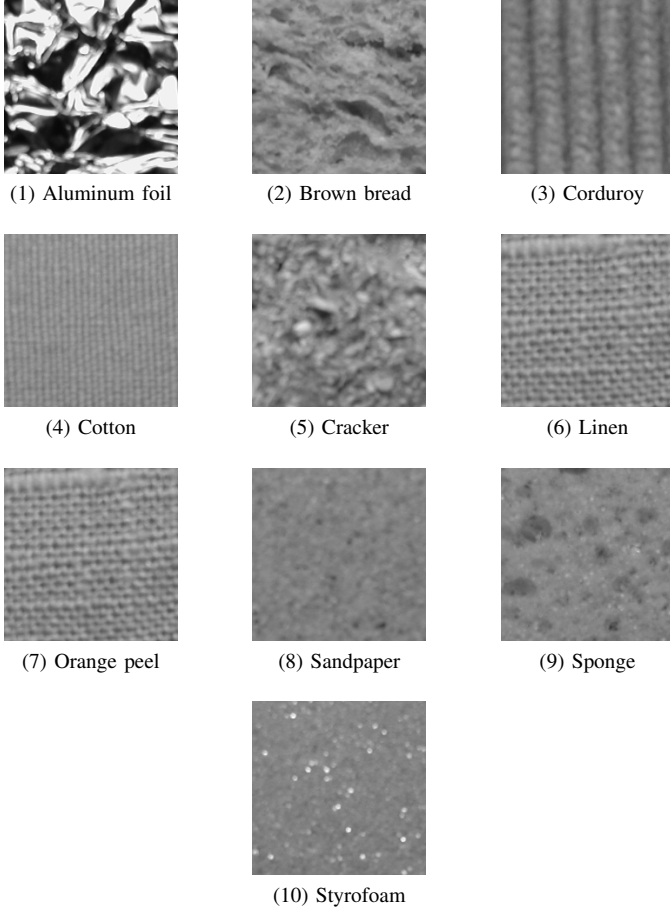 (1) Aluminum foil
(2) Brown bread
(3) Corduroy
(4) Cotton
(5) Cracker
(6) Linen
(7) Orange peel
(8) Sandpaper
(9) Sponge
(10) Styrofoam